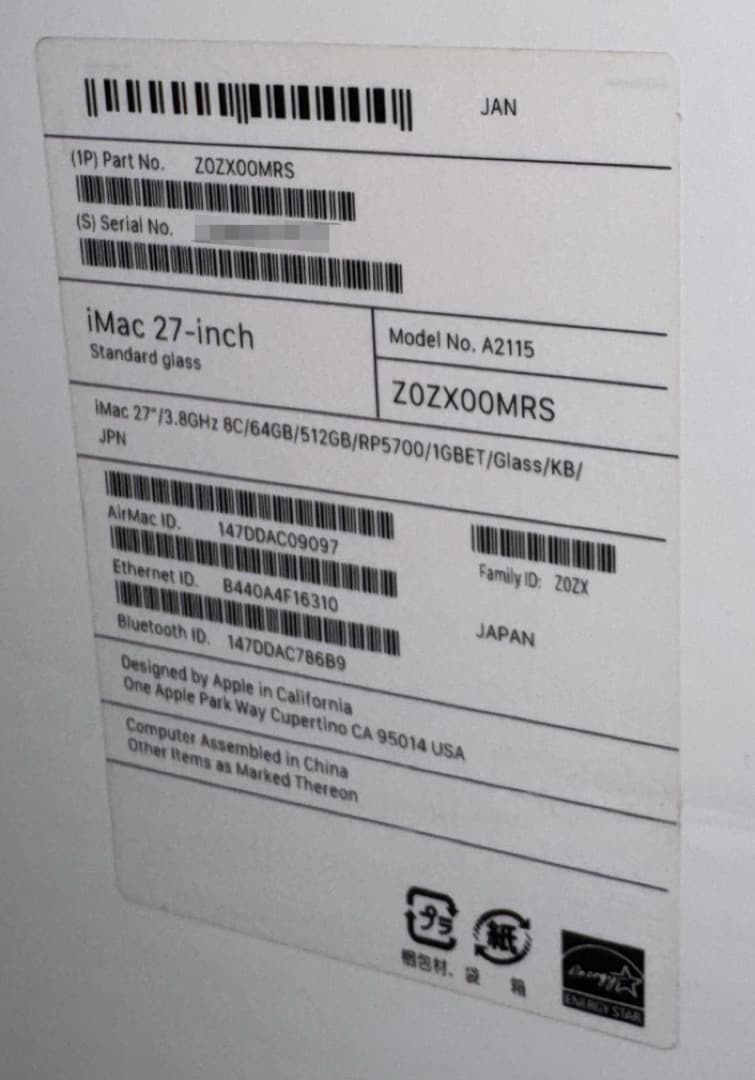 JAN
(1P) Part No. Z0ZX00MRS
(S) Serial No.
iMac 27-inch
Standard glass
Model No. A2115
Z0ZX00MRS
iMac 27"/3.8GHz 8C/64GB/512GB/RP5700/1GBET/Glass/KB/
JPN
AirMac ID. 147DDAC09097
Ethernet ID. B440A4F16310
Bluetooth ID. 147DDAC786B9
Family ID: Z0ZX
JAPAN
Designed by Apple in California
One Apple Park Way Cupertino CA 95014 USA
Computer Assembled in China
Other Items as Marked Thereon
プラ
紙
梱包材、袋
箱
energy
ENERGY STAR